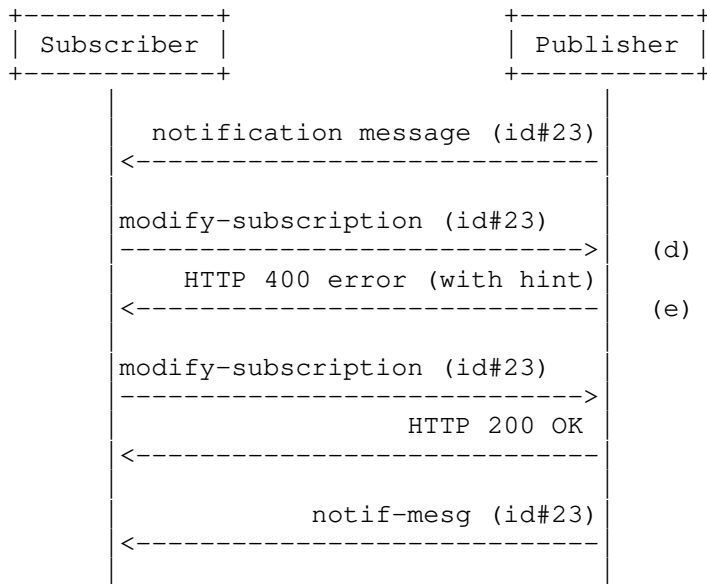 Subscriber Publisher
notification message (id#23)
modify-subscription (id#23)
(d)
HTTP 400 error (with hint)
(e)
modify-subscription (id#23)
HTTP 200 OK
notif-mesg (id#23)